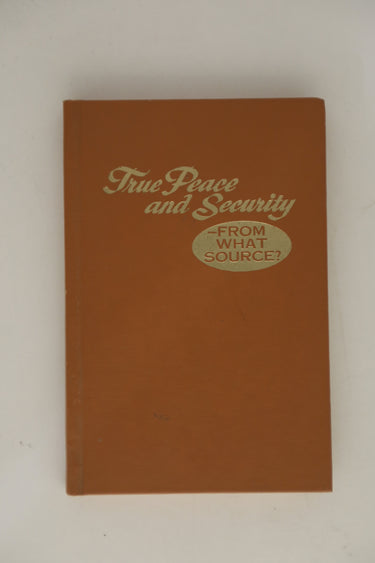 True Peace
and Security
–FROM
WHAT
SOURCE?